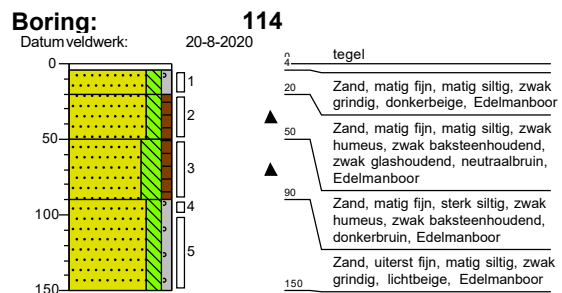 Boring: 114
Datum veldwerk: 20-8-2020
0
50
100
150
1
2
3
4
5
0
tegel
4
20
Zand, matig fijn, matig siltig, zwak
grindig, donkerbeige, Edelmanboor
50
Zand, matig fijn, matig siltig, zwak
humeus, zwak baksteenhoudend,
zwak glashoudend, neutraalbruin,
Edelmanboor
90
Zand, matig fijn, sterk siltig, zwak
humeus, zwak baksteenhoudend,
donkerbruin, Edelmanboor
150
Zand, uiterst fijn, matig siltig, zwak
grindig, lichtbeige, Edelmanboor